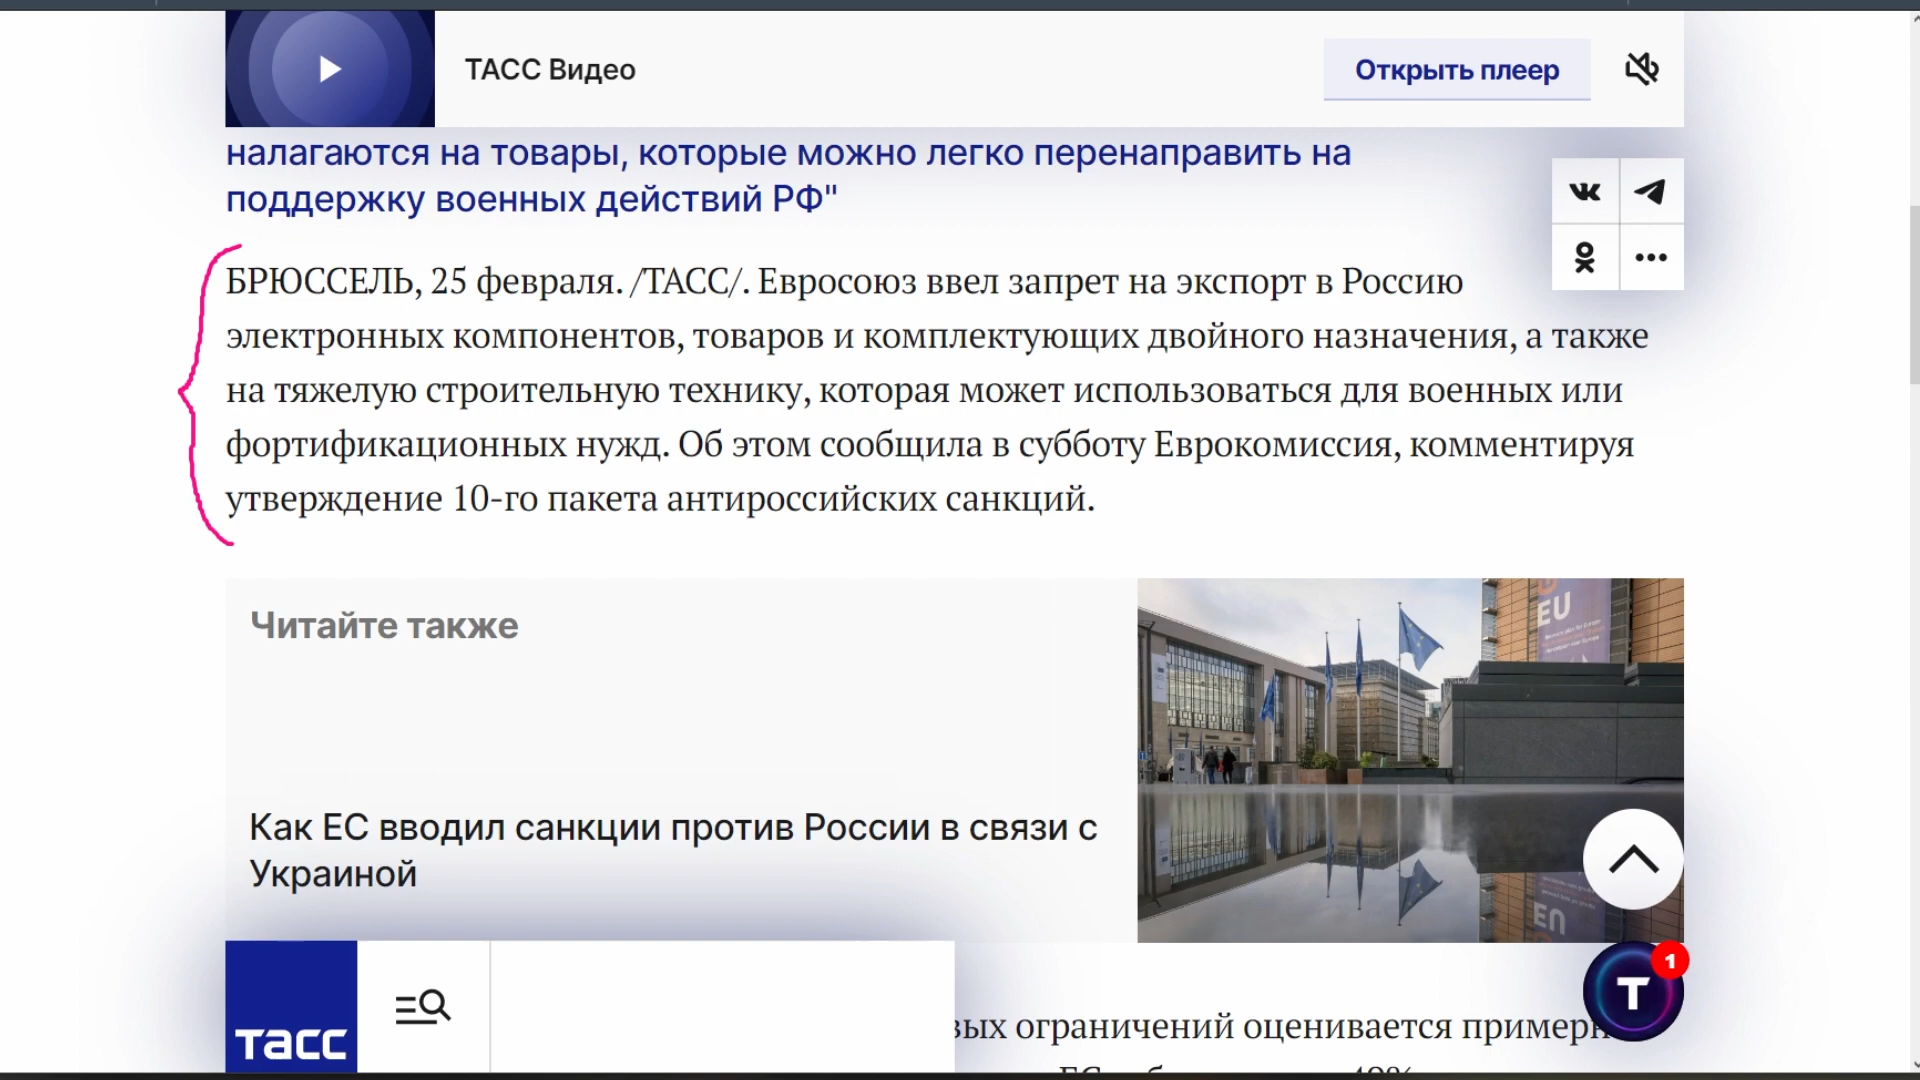 ТАСС Видео
Открыть плеер
налагаются на товары, которые можно легко перенаправить на
поддержку военных действий РФ"
БРЮССЕЛЬ, 25 февраля. /ТАСС/. Евросоюз ввел запрет на экспорт в Россию
электронных компонентов, товаров и комплектующих двойного назначения, а также
на тяжелую строительную технику, которая может использоваться для военных или
фортификационных нужд. Об этом сообщила в субботу Еврокомиссия, комментируя
утверждение 10-го пакета антироссийских санкций.
Читайте также
EU
Как ЕС вводил санкции против России в связи с
Украиной
1
T
ТАСС
ограничений оценивается